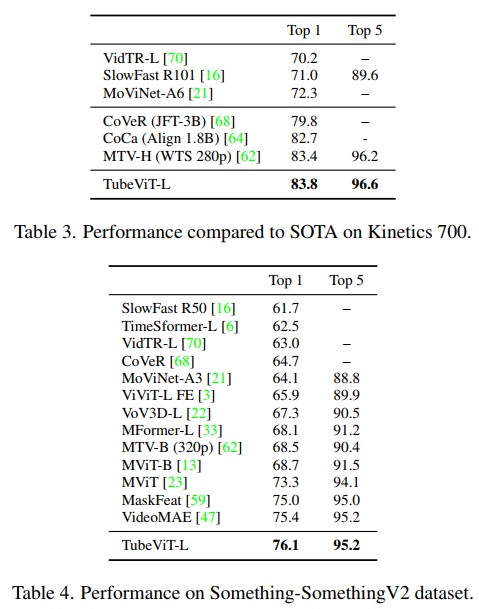 Top 1 Top 5
VidTR-L [70] 70.2 –
SlowFast R101 [16] 71.0 89.6
MoViNet-A6 [21] 72.3 –
CoVeR (JFT-3B) [68] 79.8 –
CoCa (Align 1.8B) [64] 82.7 -
MTV-H (WTS 280p) [62] 83.4 96.2
TubeViT-L 83.8 96.6
Table 3. Performance compared to SOTA on Kinetics 700.
Top 1 Top 5
SlowFast R50 [16] 61.7 –
TimeSformer-L [6] 62.5
VidTR-L [70] 63.0 –
CoVeR [68] 64.7 –
MoViNet-A3 [21] 64.1 88.8
ViViT-L FE [3] 65.9 89.9
VoV3D-L [22] 67.3 90.5
MFormer-L [33] 68.1 91.2
MTV-B (320p) [62] 68.5 90.4
MViT-B [13] 68.7 91.5
MViT [23] 73.3 94.1
MaskFeat [59] 75.0 95.0
VideoMAE [47] 75.4 95.2
TubeViT-L 76.1 95.2
Table 4. Performance on Something-SomethingV2 dataset.